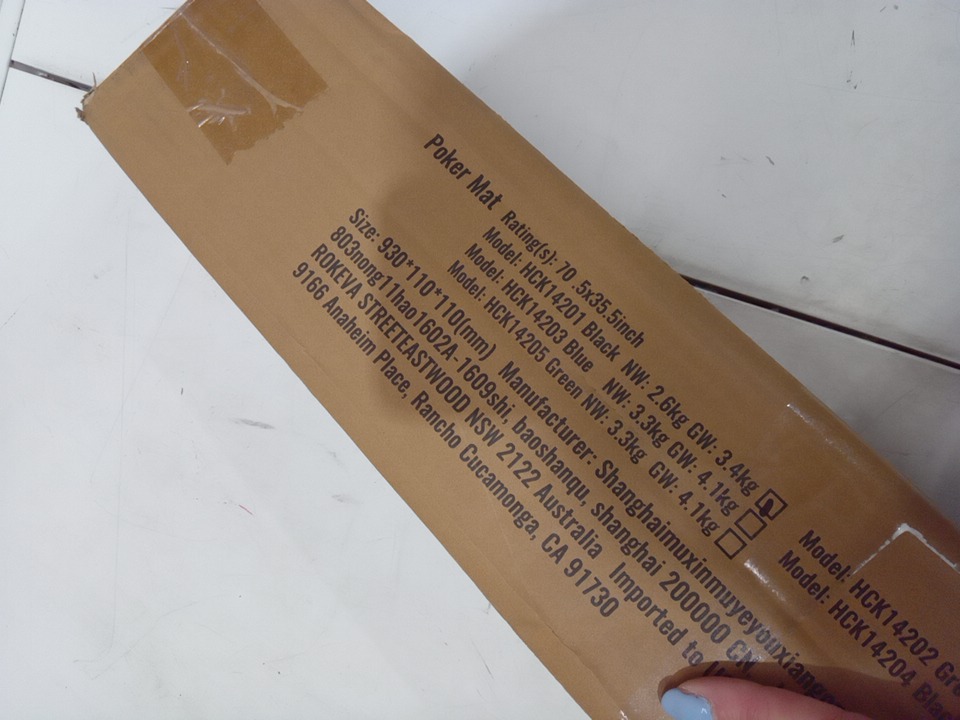 Poker Mat Rating(s): 70 .5x35.5inch
Model: HCK14201 Black NW: 2.6kg GW: 3.4kg
Model: HCK14203 Blue NW: 3.3kg GW: 4.1kg
Model: HCK14205 Green NW: 3.3kg GW: 4.1kg
Model: HCK14202
Model: HCK14204
Size: 930*110*110(mm) Manufacturer:
803nong11hao1602A-1609shi, baoshanqu, shanghai 200000 CN
ROKEVA STREETEASTWOOD NSW 2122 Australia Imported to
9166 Anaheim Place, Rancho Cucamonga, CA 91730